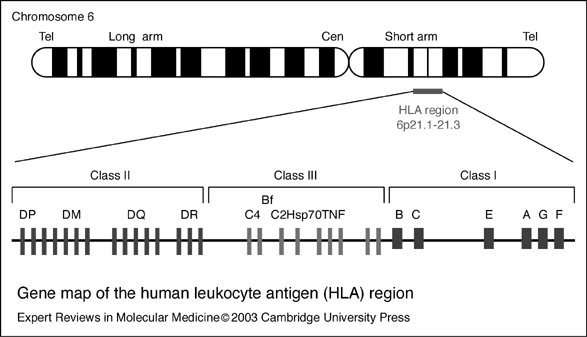 Chromosome 6
Tel Long arm Cen Short arm Tel
HLA region
6p21.1-21.3
Class II Class III Class I
Bf
DP DM DQ DR C4 C2Hsp70TNF B C E A G F
Gene map of the human leukocyte antigen (HLA) region
Expert Reviews in Molecular Medicine©2003 Cambridge University Press